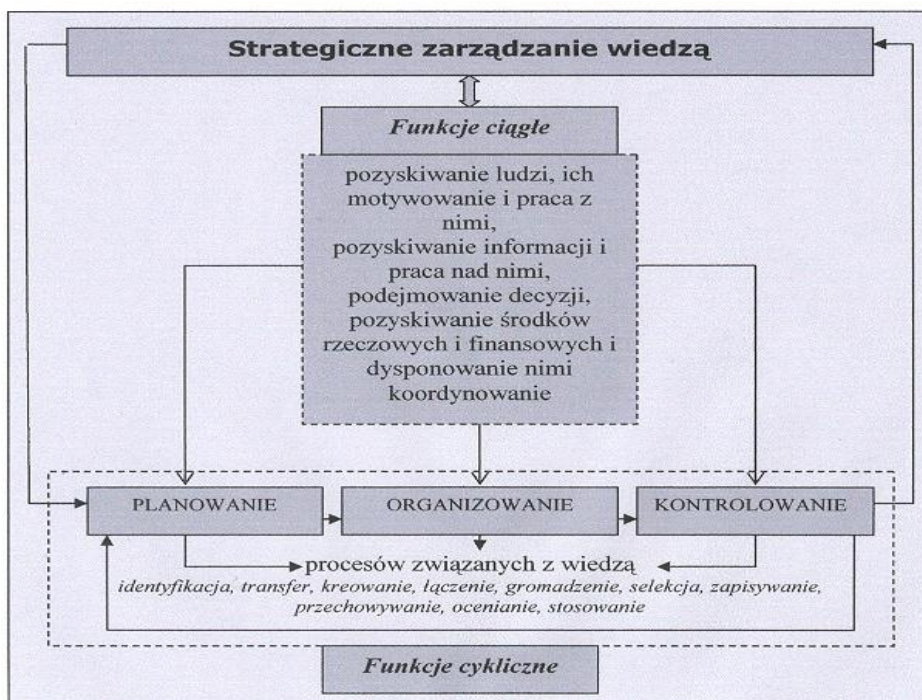 Strategiczne zarządzanie wiedzą
Funkcje ciągłe
pozyskiwanie ludzi, ich
motywowanie i praca z
nimi,
pozyskiwanie informacji i
praca nad nimi,
podejmowanie decyzji,
pozyskiwanie środków
rzeczowych i finansowych i
dysponowanie nimi
koordynowanie
PLANOWANIE
ORGANIZOWANIE
KONTROLOWANIE
procesów związanych z wiedzą
identyfikacja, transfer, kreowanie, łączenie, gromadzenie, selekcja, zapisywanie,
przechowywanie, ocenianie, stosowanie
Funkcje cykliczne